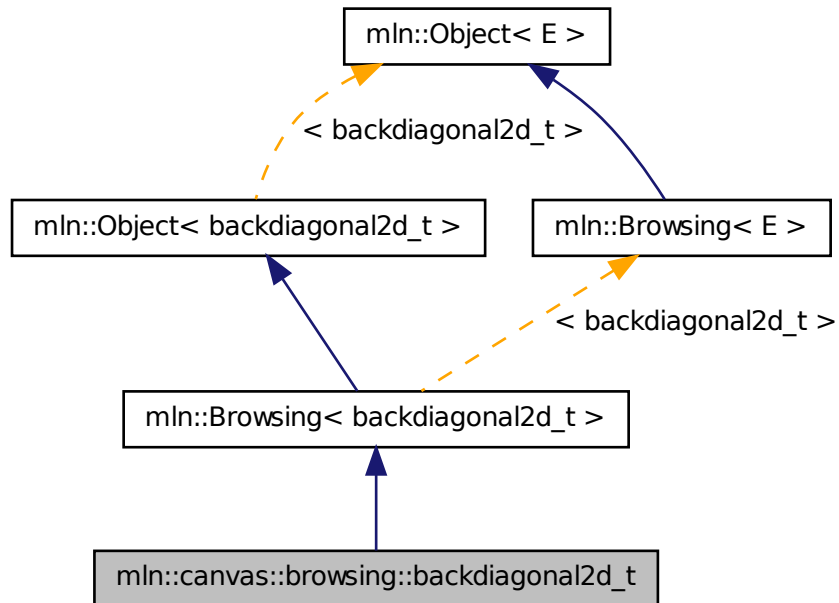 mln::Object< E >
< backdiagonal2d_t >
mln::Object< backdiagonal2d_t >
mln::Browsing< E >
< backdiagonal2d_t >
mln::Browsing< backdiagonal2d_t >
mln::canvas::browsing::backdiagonal2d_t